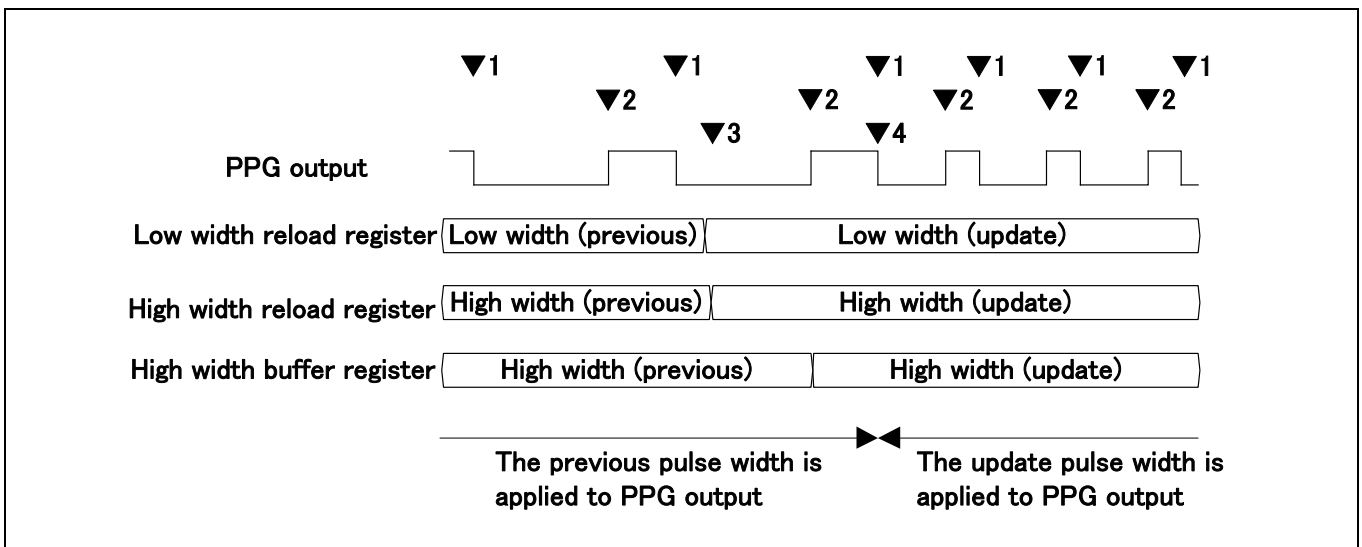 ▼1 ▼1 ▼1 ▼1 ▼1 ▼1
▼2 ▼2 ▼2 ▼2 ▼2
▼3 ▼4
PPG output
Low width reload register Low width (previous) Low width (update)
High width reload register High width (previous) High width (update)
High width buffer register High width (previous) High width (update)
The previous pulse width is
applied to PPG output
The update pulse width is
applied to PPG output